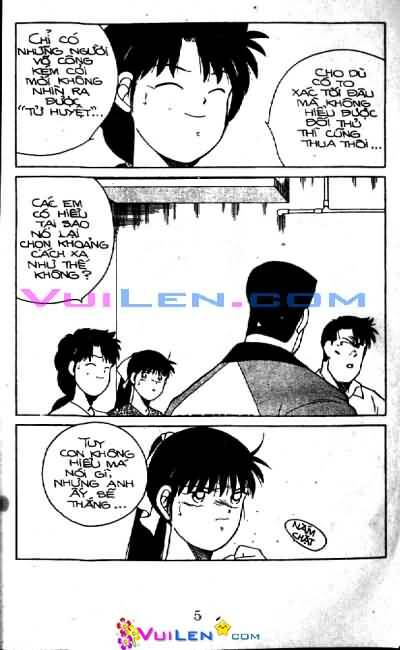 CHỈ CÓ
NHỮNG NGƯỜI
VÕ CÔNG
KÉM CỎI
MỚI KHÔNG
NHÌN RA
ĐƯỢC
"TỬ HUYỆT"...
CHO DÙ
CÓ TO
XÁC TỚI ĐÂU
MÀ KHÔNG
HIỂU ĐƯỢC
ĐỐI THỦ
THÌ CŨNG
THUA THÔI...
CÁC EM
CÓ HIỂU
TẠI SAO
NÓ LẠI
CHỌN KHOẢNG
CÁCH XA
NHƯ THẾ
KHÔNG?
VUILEN.COM
TUY
CON KHÔNG
HIỂU MÁ
NÓI GÌ,
NHƯNG ANH
ẤY SẼ
THẮNG...
NẮM
CHẶT
5
VUILEN
.com